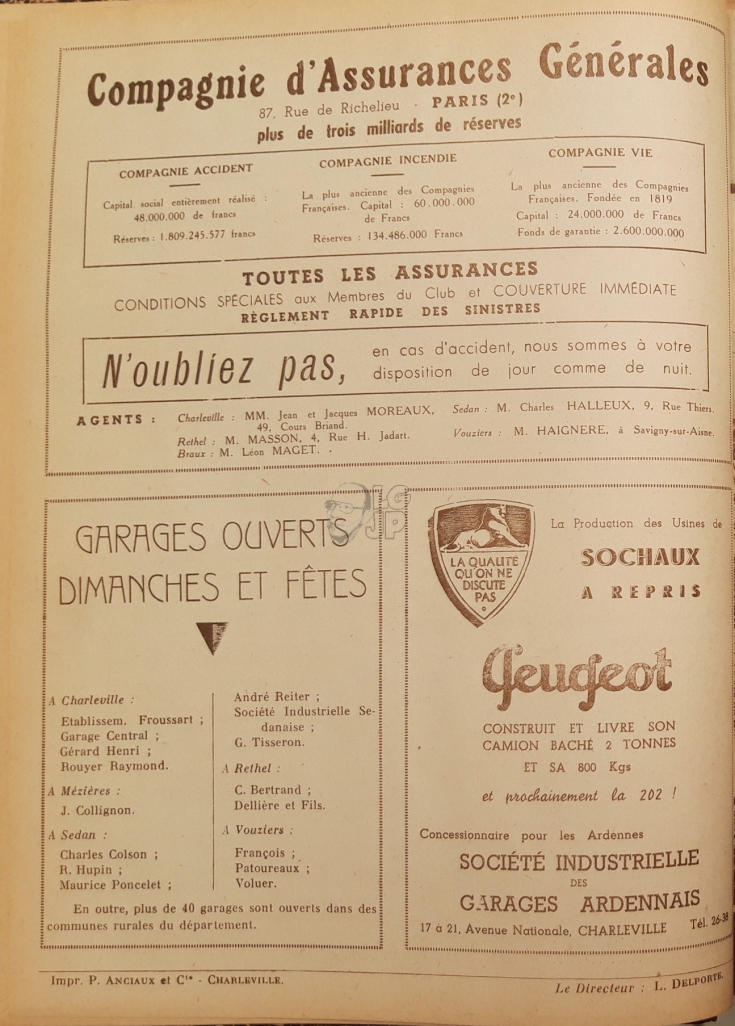 Compagnie d'Assurances Générales
87, Rue de Richelieu - PARIS (2e)
plus de trois milliards de réserves
COMPAGNIE ACCIDENT
Capital social entièrement réalisé :
48.000.000 de francs
Réserves : 1.809.245.577 francs
COMPAGNIE INCENDIE
La plus ancienne des Compagnies
Françaises. Capital : 60.000.000
de Francs
Réserves : 134.486.000 Francs
COMPAGNIE VIE
La plus ancienne des Compagnies
Françaises. Fondée en 1819
Capital : 24.000.000 de Francs
Fonds de garantie : 2.600.000.000
TOUTES LES ASSURANCES
CONDITIONS SPÉCIALES aux Membres du Club et COUVERTURE IMMÉDIATE
RÈGLEMENT RAPIDE DES SINISTRES
N'oubliez pas,
en cas d'accident, nous sommes à votre
disposition de jour comme de nuit.
AGENTS :
Charleville : MM. Jean et Jacques MOREAUX,
49, Cours Briand.
Rethel : M. MASSON, 4, Rue H. Jadart.
Braux : M. Léon MAGET.
Sedan : M. Charles HALLEUX, 9, Rue Thiers.
Vouziers : M. HAIGNERE, à Savigny-sur-Aisne.
GARAGES OUVERTS
DIMANCHES ET FÊTES
A Charleville :
Etablissem. Froussart ;
Garage Central ;
Gérard Henri ;
Rouyer Raymond.
A Mézières :
J. Collignon.
A Sedan :
Charles Colson ;
R. Hupin ;
Maurice Poncelet ;
André Reiter ;
Société Industrielle Se-
danaise ;
G. Tisseron.
A Rethel :
C. Bertrand ;
Dellière et Fils.
A Vouziers :
François ;
Patoureaux ;
Voluer.
En outre, plus de 40 garages sont ouverts dans des
communes rurales du département.
LA QUALITÉ
QU'ON NE
DISCUTE
PAS
La Production des Usines de
SOCHAUX
A REPRIS
Peugeot
CONSTRUIT ET LIVRE SON
CAMION BACHÉ 2 TONNES
ET SA 800 Kgs
et prochainement la 202 !
Concessionnaire pour les Ardennes
SOCIÉTÉ INDUSTRIELLE
DES
GARAGES ARDENNAIS
17 à 21, Avenue Nationale, CHARLEVILLE Tél. 26-38
Impr. P. ANCIAUX et Cie - CHARLEVILLE.
Le Directeur : L. DELPORTE.